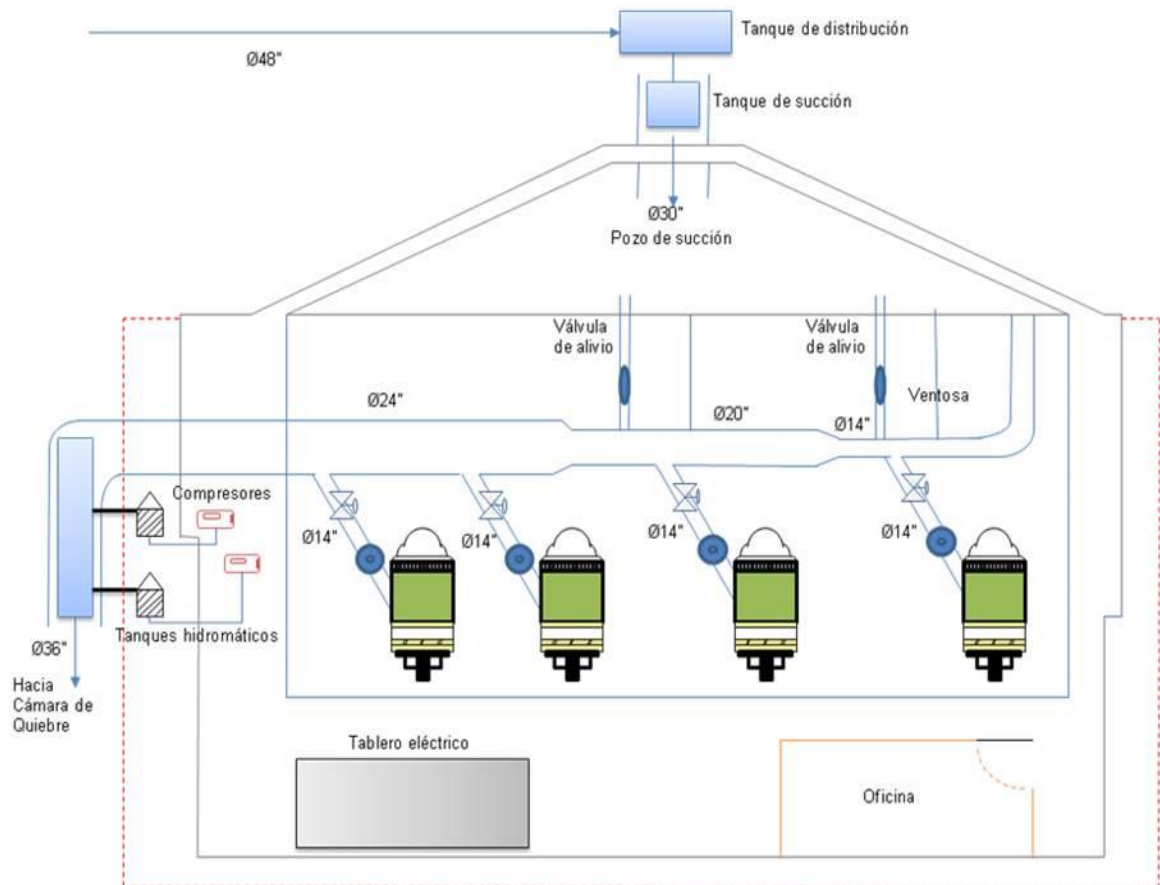 Tanque de distribución
Ø48"
Tanque de succión
Ø30"
Pozo de succión
Válvula
de alivio
Válvula
de alivio
Ventosa
Ø24"
Ø20"
Ø14"
Compresores
Ø14"
Ø14"
Ø14"
Ø14"
Tanques hidromáticos
Ø36"
Hacia
Cámara de
Quiebre
Tablero eléctrico
Oficina